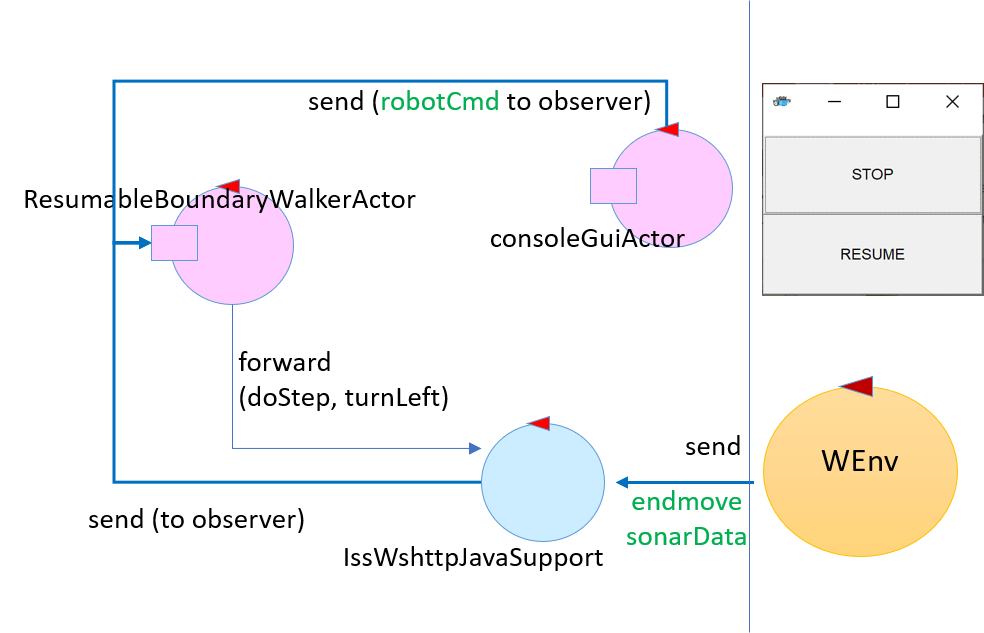 send (robotCmd to observer)
ResumableBoundaryWalkerActor
consoleGuiActor
STOP
RESUME
forward
(doStep, turnLeft)
send
WEnv
endmove
sonarData
send (to observer)
IssWshttpJavaSupport